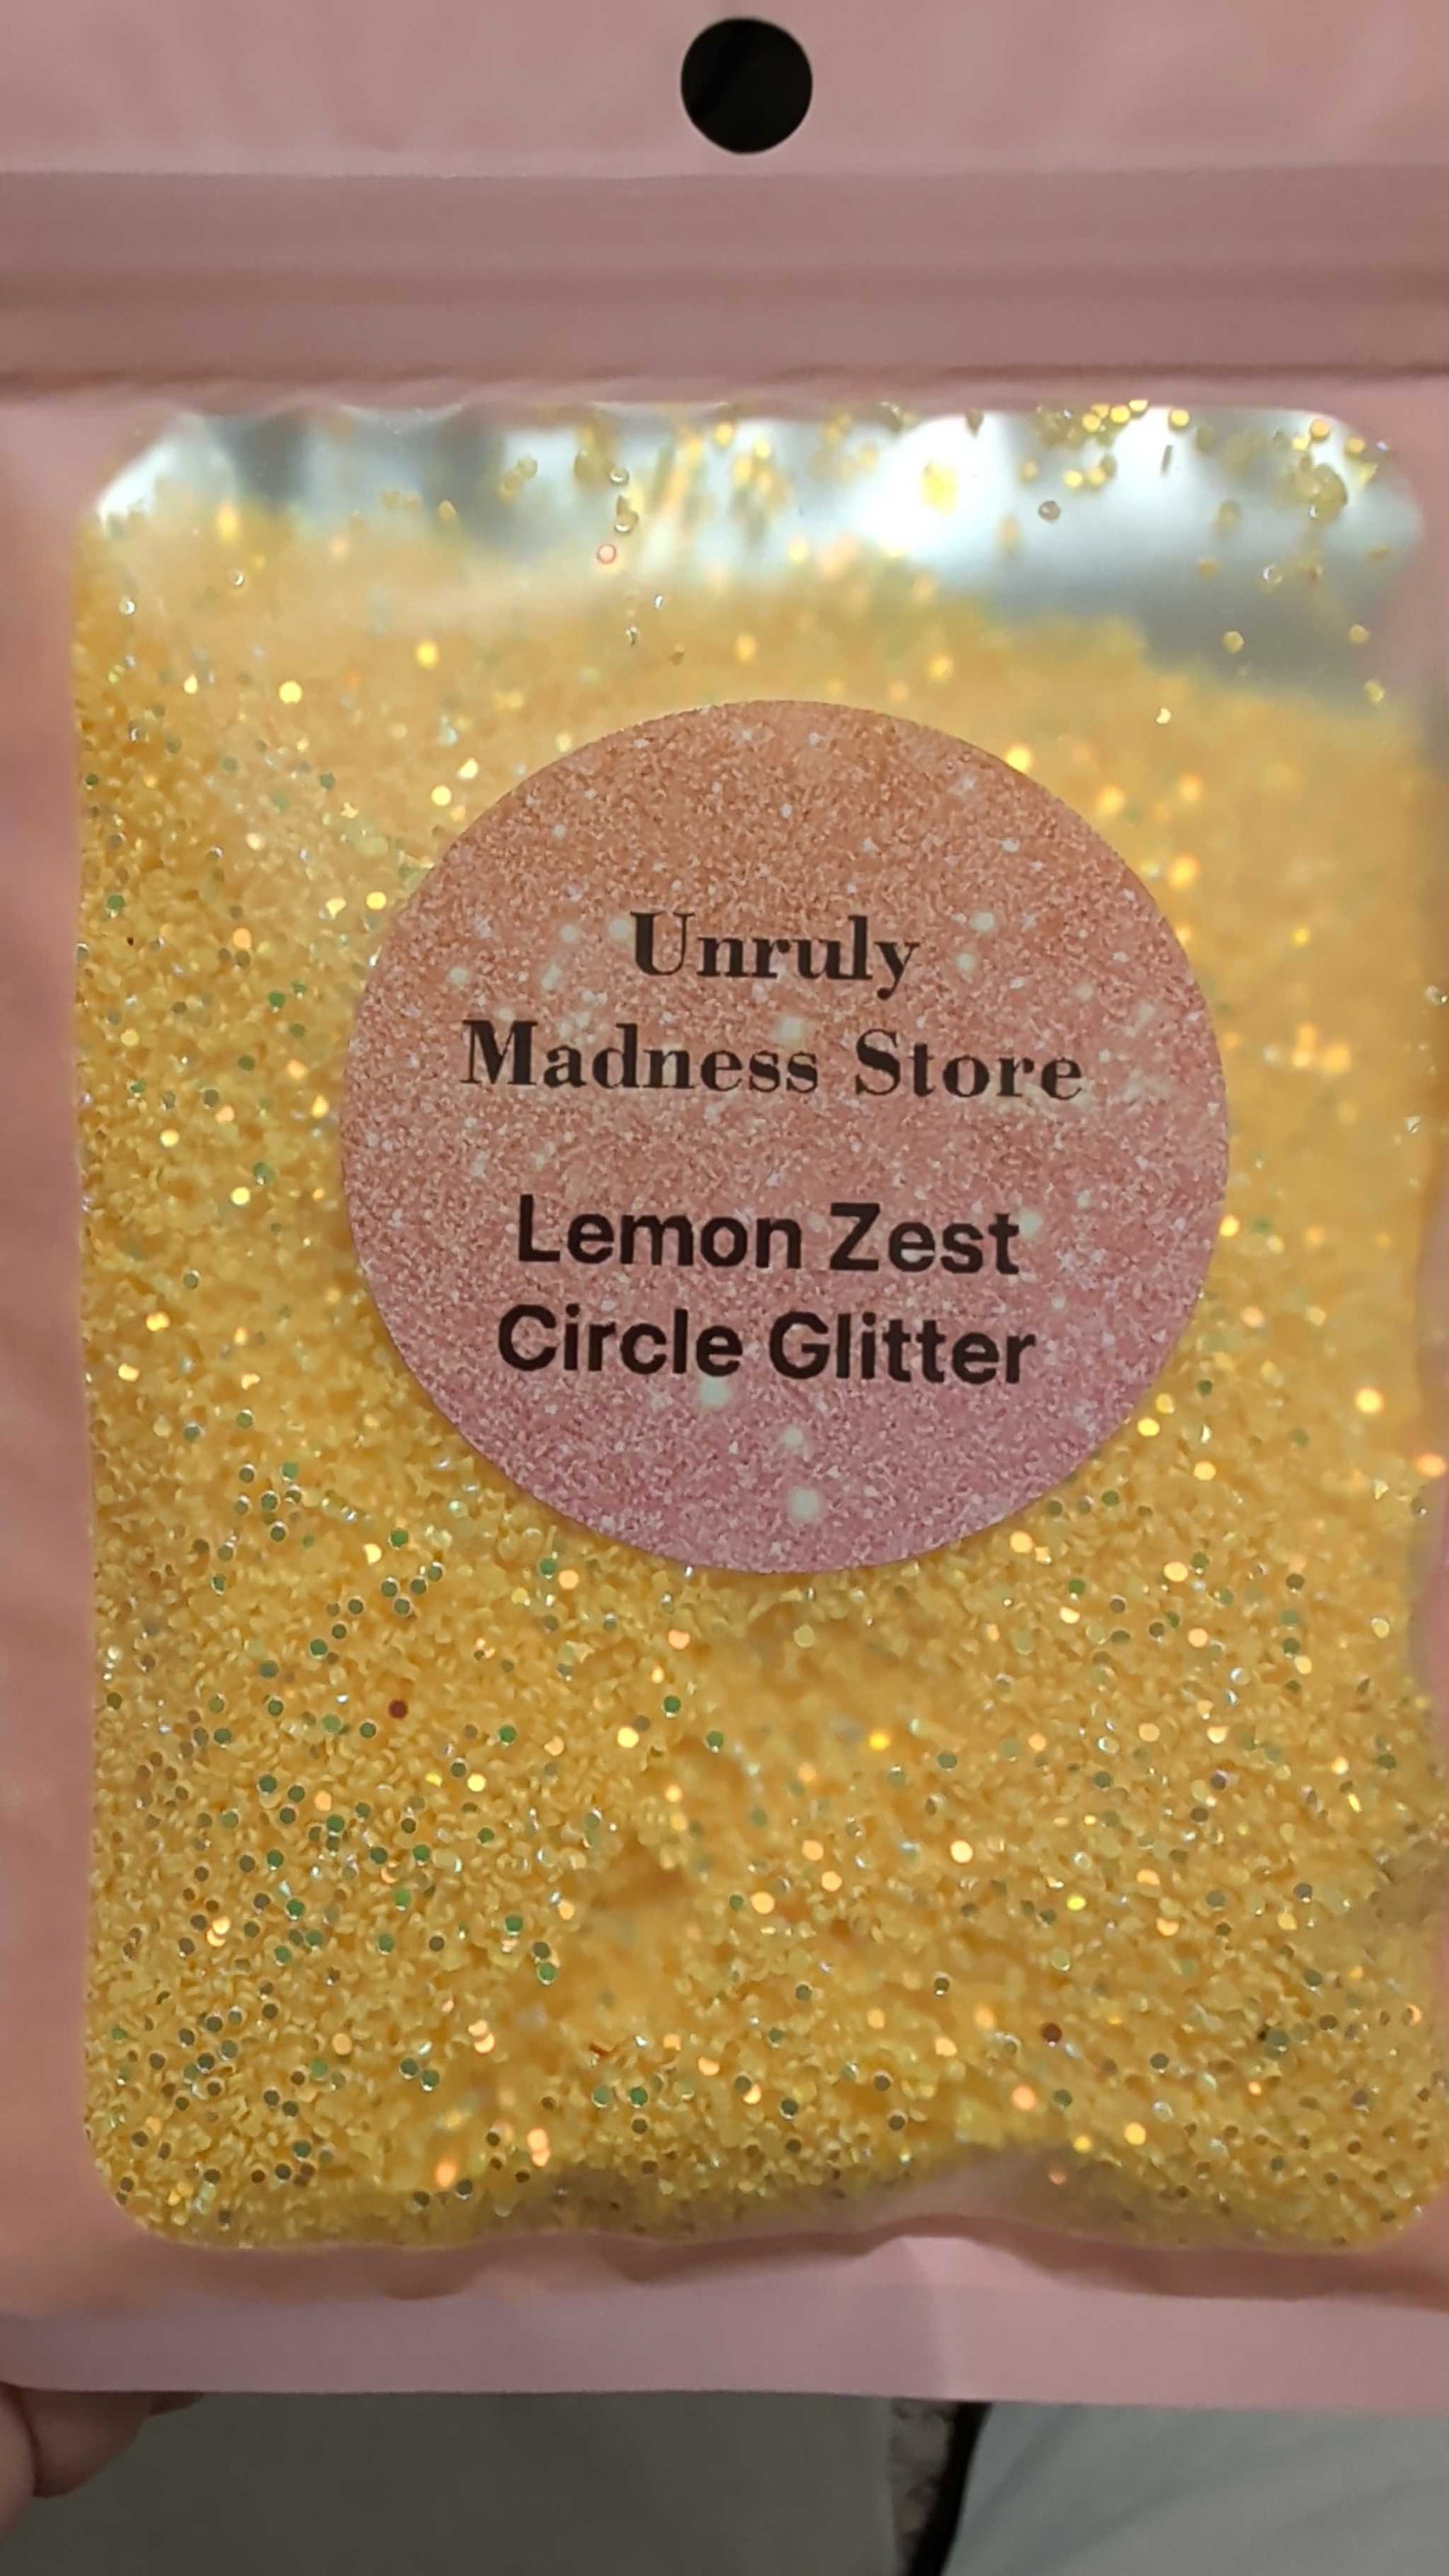 Unruly
Madness Store
Lemon Zest
Circle Glitter